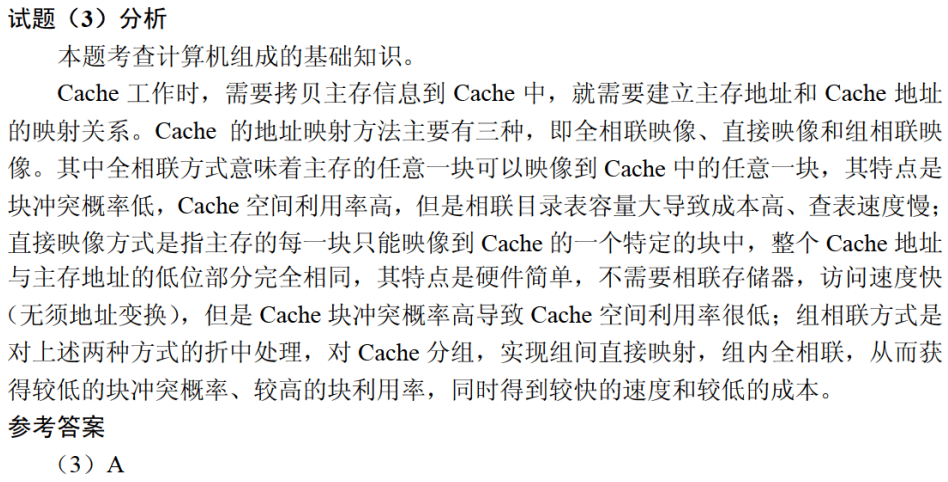 试题（3）分析
本题考查计算机组成的基础知识。
Cache 工作时，需要拷贝主存信息到 Cache 中，就需要建立主存地址和 Cache 地址
的映射关系。Cache 的地址映射方法主要有三种，即全相联映像、直接映像和组相联映
像。其中全相联方式意味着主存的任意一块可以映像到 Cache 中的任意一块，其特点是
块冲突概率低，Cache 空间利用率高，但是相联目录表容量大导致成本高、查表速度慢；
直接映像方式是指主存的每一块只能映像到 Cache 的一个特定的块中，整个 Cache 地址
与主存地址的低位部分完全相同，其特点是硬件简单，不需要相联存储器，访问速度快
（无须地址变换），但是 Cache 块冲突概率高导致 Cache 空间利用率很低；组相联方式是
对上述两种方式的折中处理，对 Cache 分组，实现组间直接映射，组内全相联，从而获
得较低的块冲突概率、较高的块利用率，同时得到较快的速度和较低的成本。
参考答案
（3）A